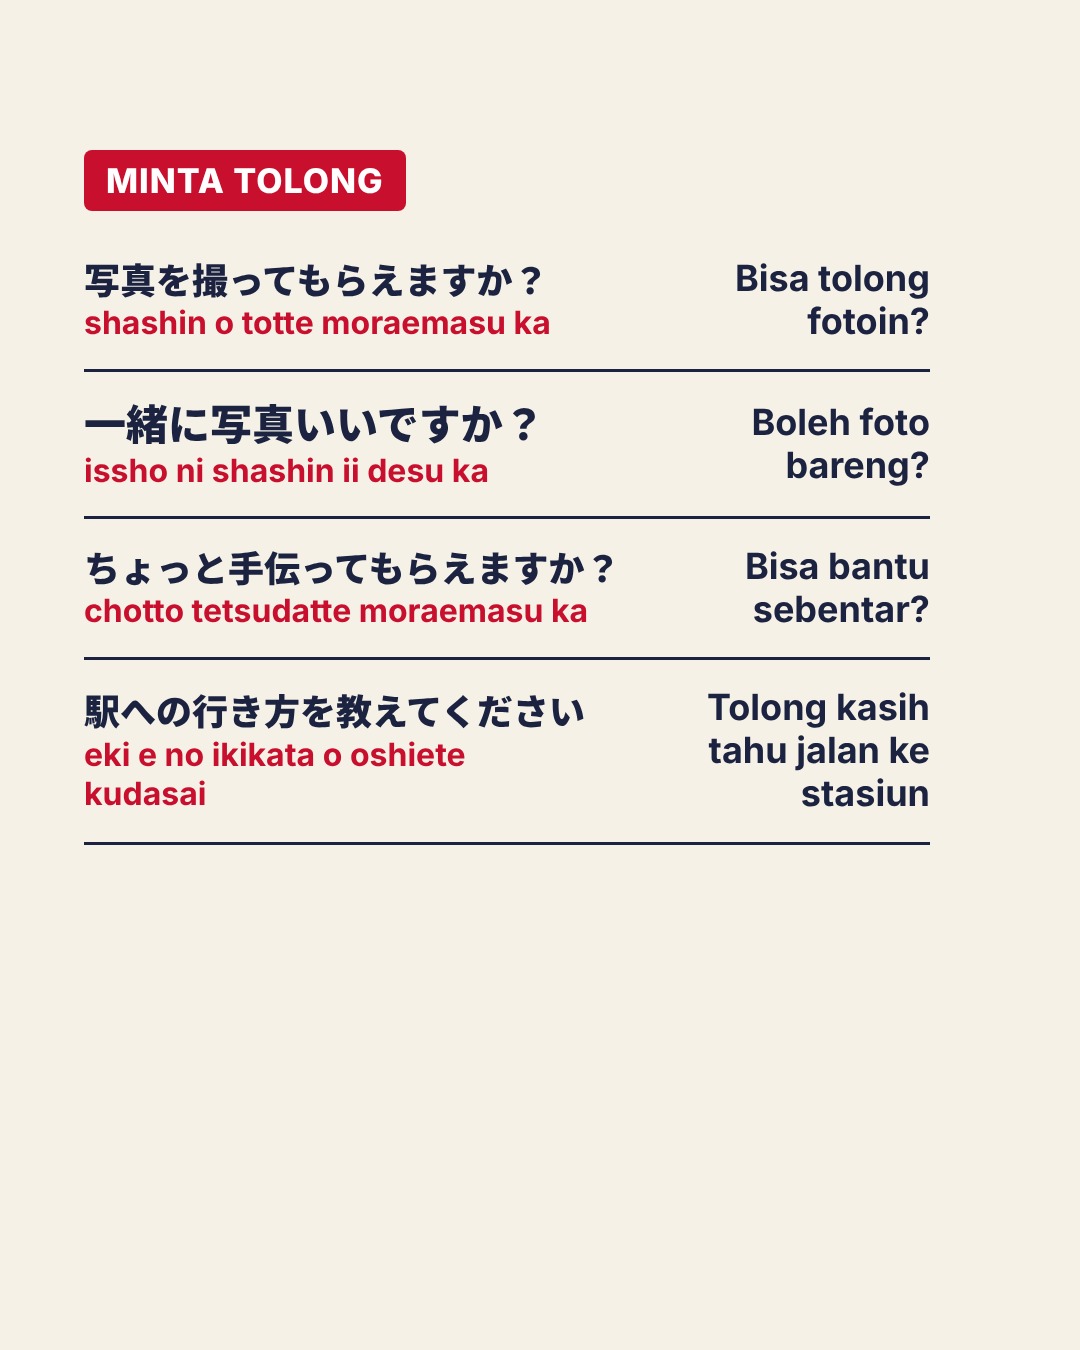 MINTA TOLONG
写真を撮ってもらえますか？
shashin o totte moraemasu ka
Bisa tolong
fotoin?
一緒に写真いいですか？
issho ni shashin ii desu ka
Boleh foto
bareng?
ちょっと手伝ってもらえますか？
chotto tetsudatte moraemasu ka
Bisa bantu
sebentar?
駅への行き方を教えてください
eki e no ikikata o oshiete
kudasai
Tolong kasih
tahu jalan ke
stasiun